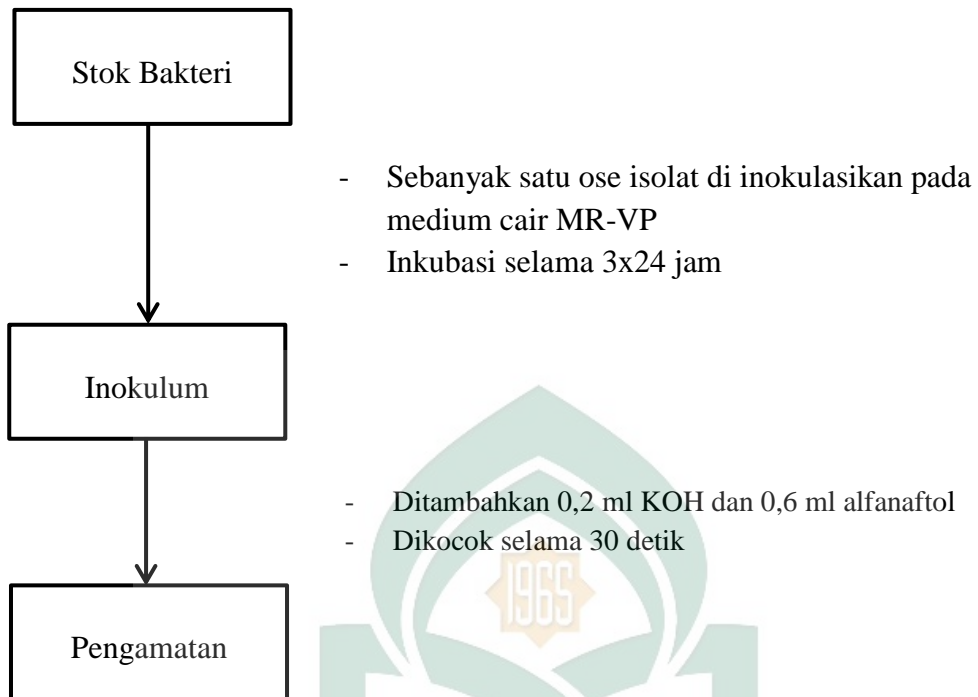 Stok Bakteri
- Sebanyak satu ose isolat di inokulasikan pada
medium cair MR-VP
- Inkubasi selama 3x24 jam
Inokulum
- Ditambahkan 0,2 ml KOH dan 0,6 ml alfanaftol
- Dikocok selama 30 detik
1965
Pengamatan